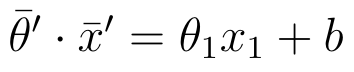 θ̄′ · x̄′ = θ₁x₁ + b